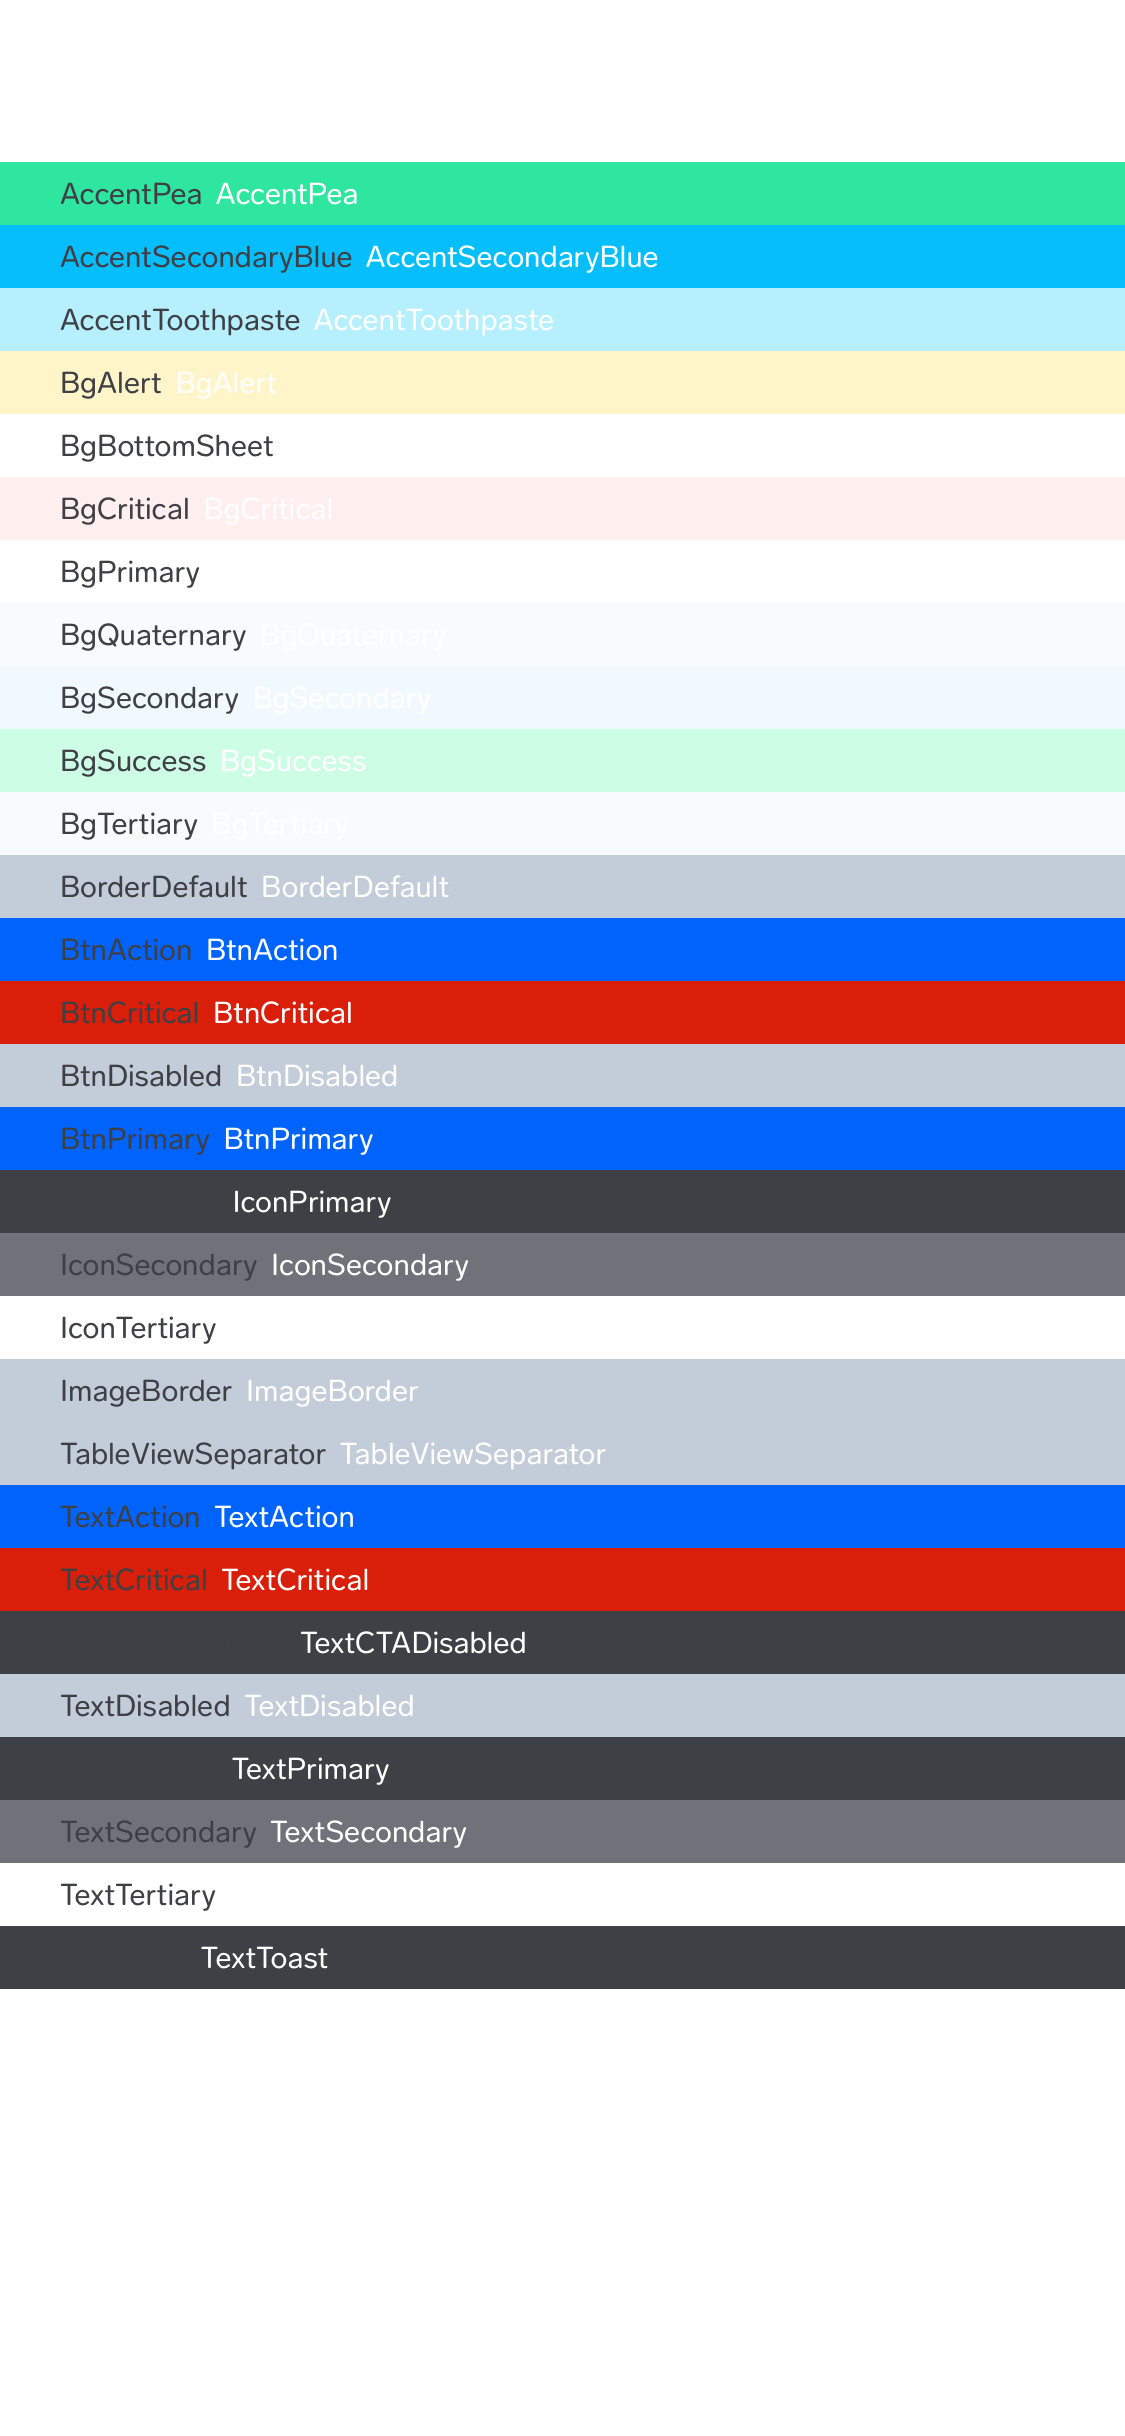 AccentPea AccentPea
AccentSecondaryBlue AccentSecondaryBlue
AccentToothpaste AccentToothpaste
BgAlert BgAlert
BgBottomSheet
BgCritical BgCritical
BgPrimary
BgQuaternary BgQuaternary
BgSecondary BgSecondary
BgSuccess BgSuccess
BgTertiary BgTertiary
BorderDefault BorderDefault
BtnAction BtnAction
BtnCritical BtnCritical
BtnDisabled BtnDisabled
BtnPrimary BtnPrimary
IconPrimary
IconSecondary IconSecondary
IconTertiary
ImageBorder ImageBorder
TableViewSeparator TableViewSeparator
TextAction TextAction
TextCritical TextCritical
TextCTADisabled
TextDisabled TextDisabled
TextPrimary
TextSecondary TextSecondary
TextTertiary
TextToast